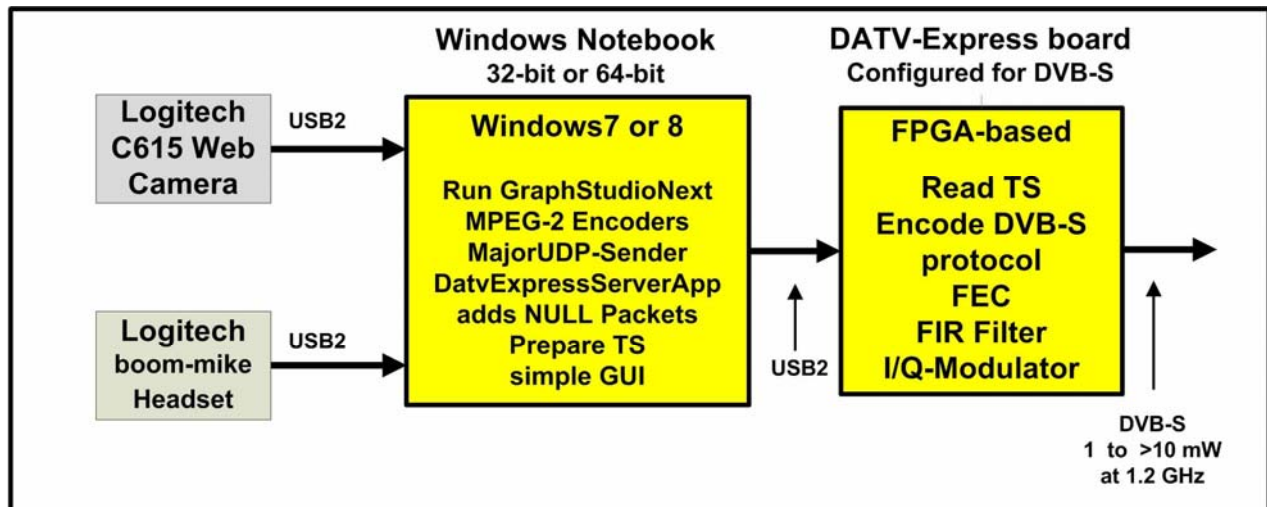 Windows Notebook
32-bit or 64-bit
DATV-Express board
Configured for DVB-S
Logitech
C615 Web
Camera
USB2
Logitech
boom-mike
Headset
USB2
Windows7 or 8
Run GraphStudioNext
MPEG-2 Encoders
MajorUDP-Sender
DatvExpressServerApp
adds NULL Packets
Prepare TS
simple GUI
USB2
FPGA-based
Read TS
Encode DVB-S
protocol
FEC
FIR Filter
I/Q-Modulator
DVB-S
1 to >10 mW
at 1.2 GHz